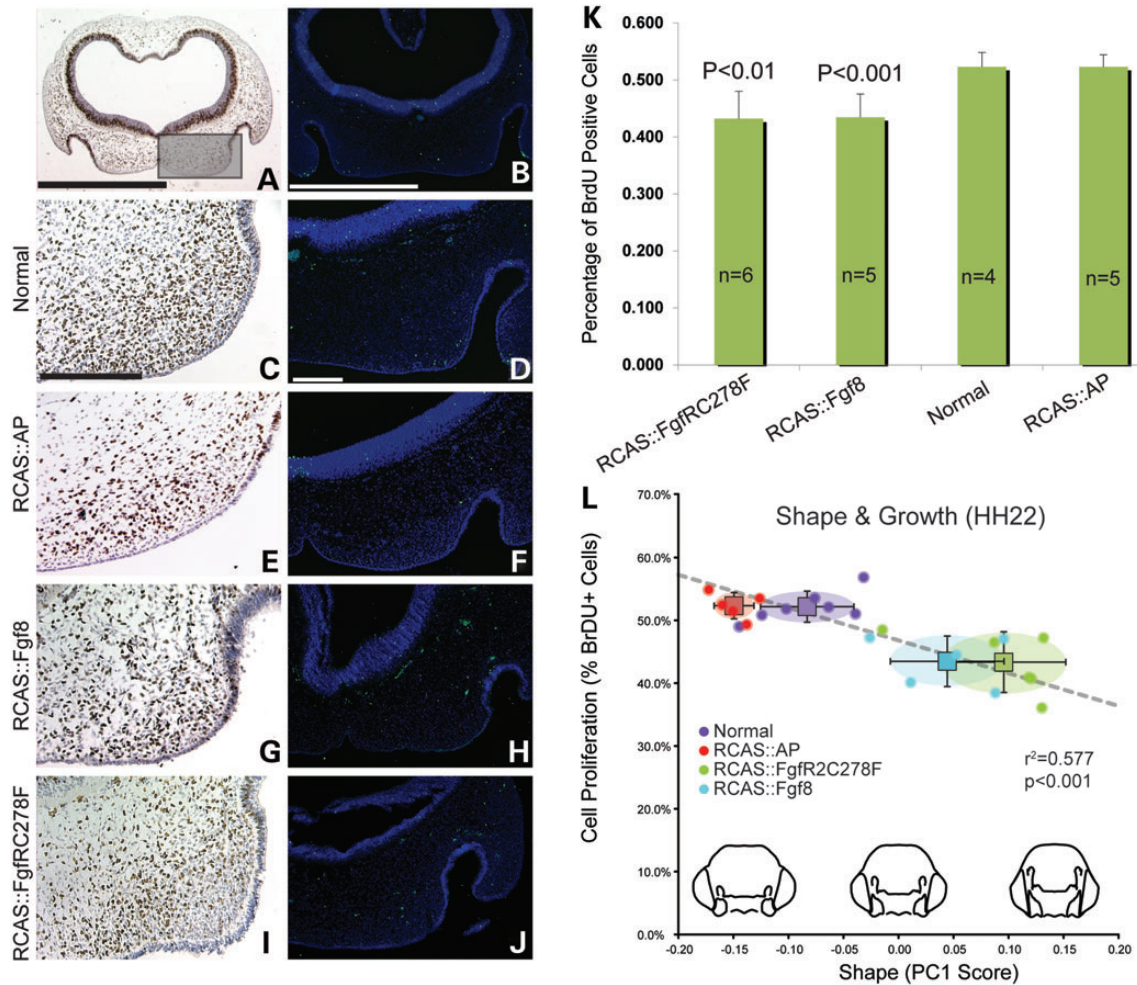 A
B
Normal
C
D
RCAS::AP
E
F
RCAS::Fgf8
G
H
RCAS::FgfRC278F
I
J
K
Percentage of BrdU Positive Cells
0.600
0.500
0.400
0.300
0.200
0.100
0.000
P<0.01
P<0.001
n=6
n=5
n=4
n=5
RCAS::FgfRC278F
RCAS::Fgf8
Normal
RCAS::AP
L
Shape & Growth (HH22)
Cell Proliferation (% BrDU+ Cells)
70.0%
60.0%
50.0%
40.0%
30.0%
20.0%
10.0%
0.0%
Normal
RCAS::AP
RCAS::FgfR2C278F
RCAS::Fgf8
r²=0.577
p<0.001
-0.20 -0.15 -0.10 -0.05 0.00 0.05 0.10 0.15 0.20
Shape (PC1 Score)